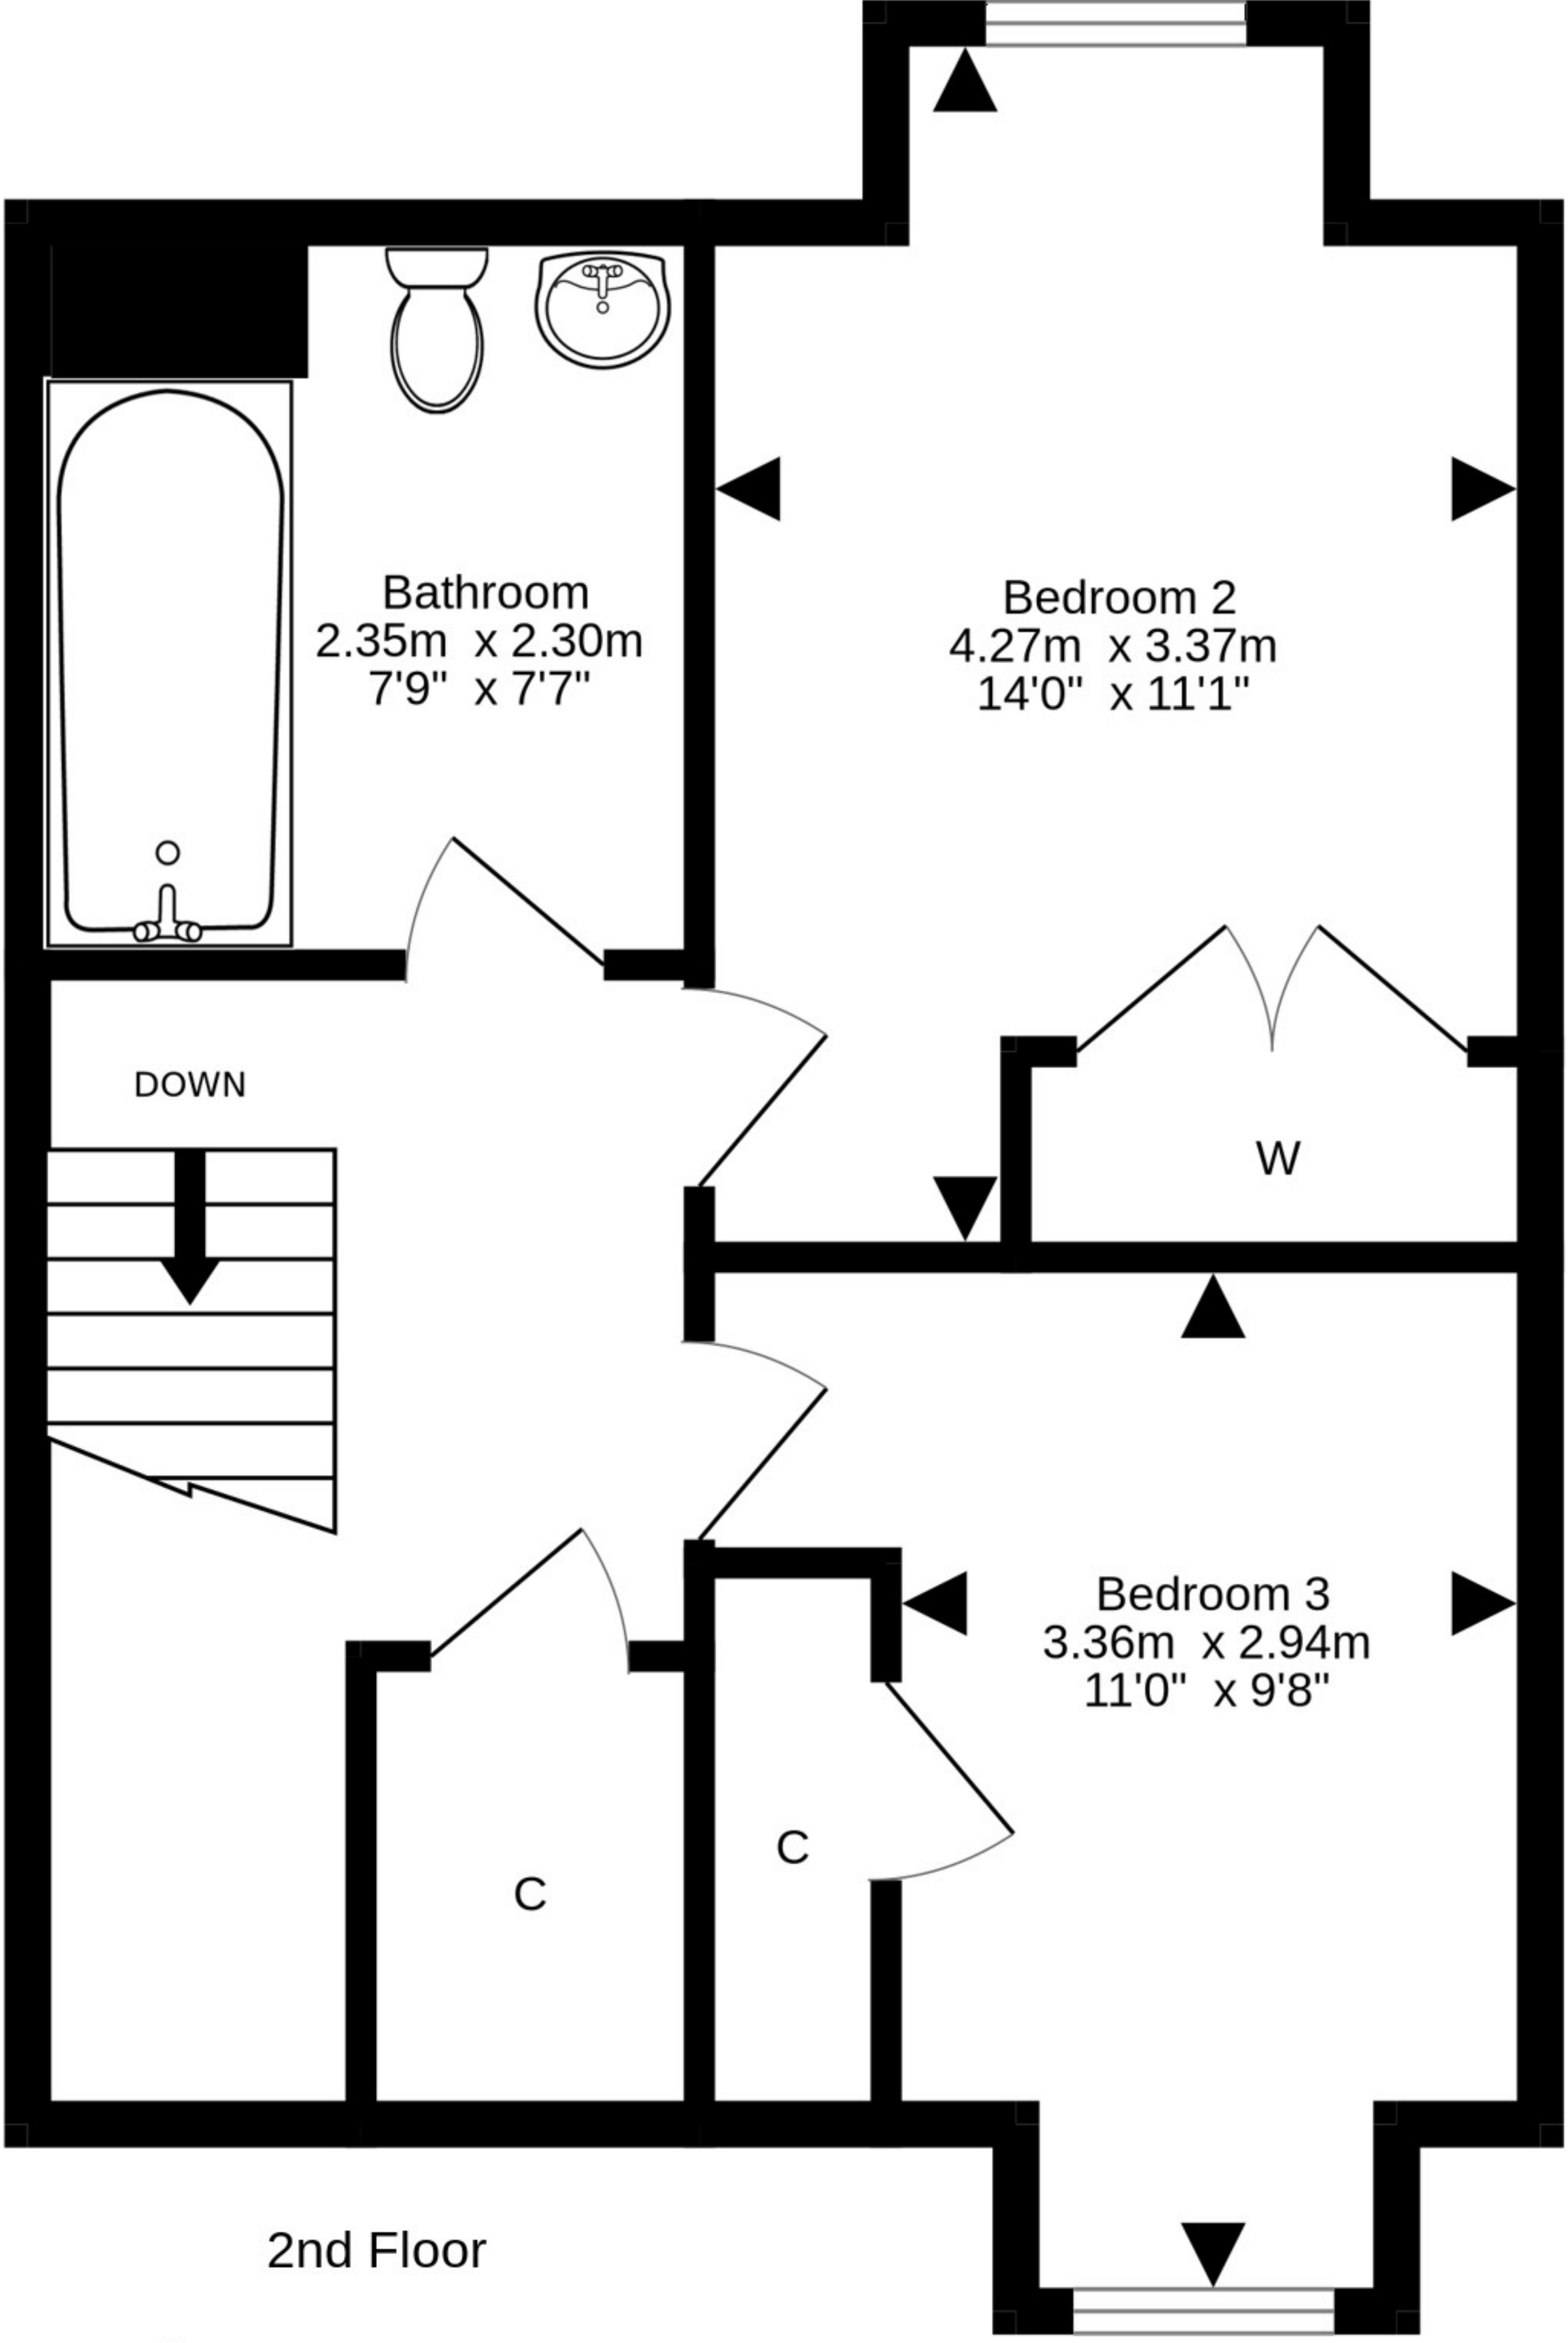 Bathroom
2.35m x 2.30m
7'9" x 7'7"
Bedroom 2
4.27m x 3.37m
14'0" x 11'1"
DOWN
W
Bedroom 3
3.36m x 2.94m
11'0" x 9'8"
C
C
2nd Floor